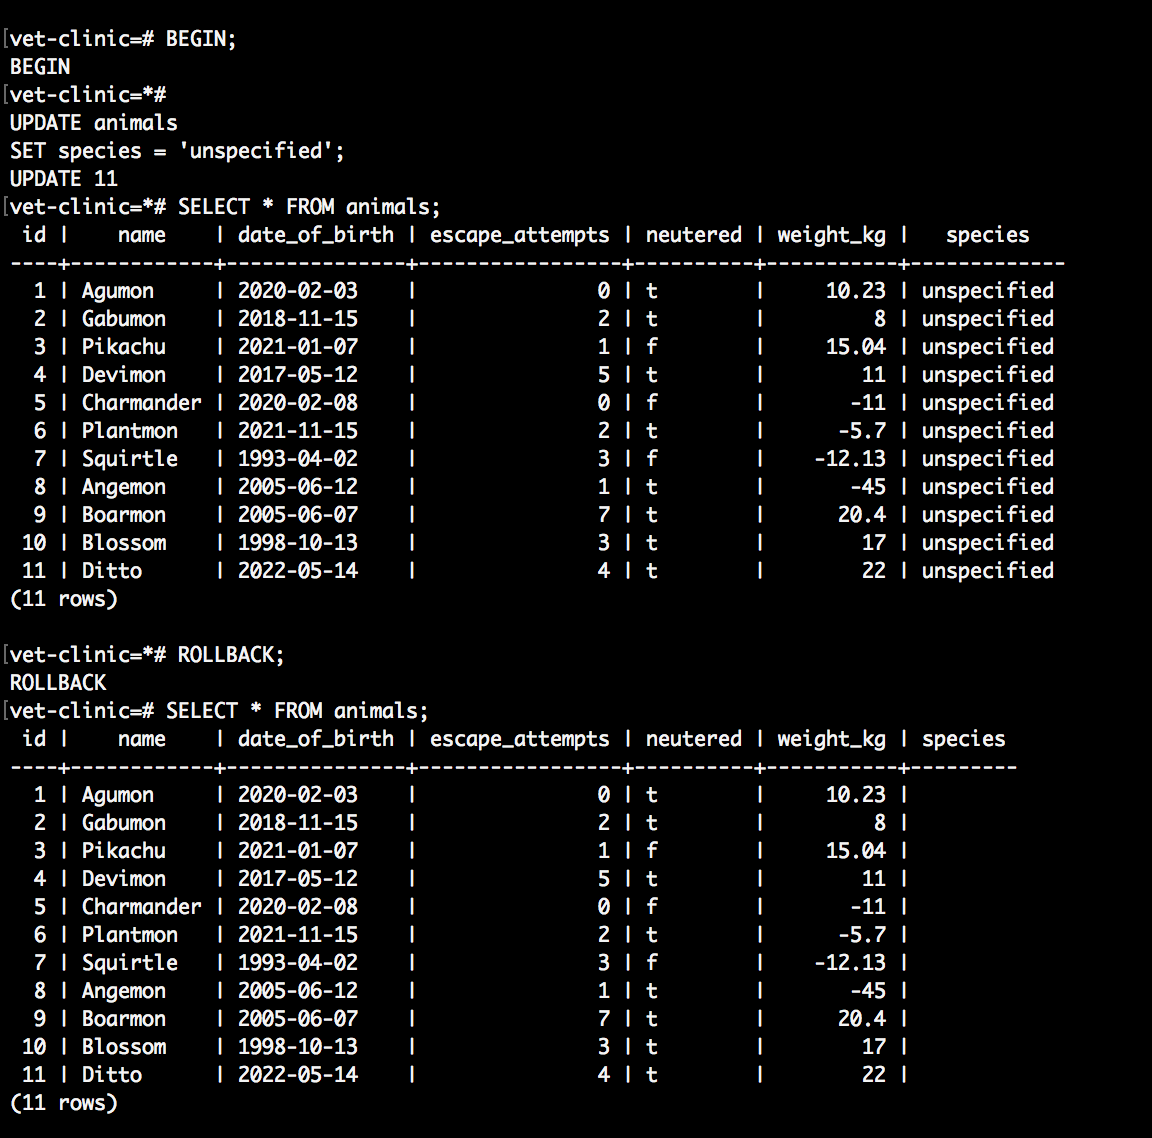 [vet-clinic=# BEGIN;
BEGIN
[vet-clinic=*#
UPDATE animals
SET species = 'unspecified';
UPDATE 11
[vet-clinic=*# SELECT * FROM animals;
 id |    name    | date_of_birth | escape_attempts | neutered | weight_kg |   species
----+------------+---------------+-----------------+----------+-----------+-------------
  1 | Agumon     | 2020-02-03    |               0 | t        |     10.23 | unspecified
  2 | Gabumon    | 2018-11-15    |               2 | t        |         8 | unspecified
  3 | Pikachu    | 2021-01-07    |               1 | f        |     15.04 | unspecified
  4 | Devimon    | 2017-05-12    |               5 | t        |        11 | unspecified
  5 | Charmander | 2020-02-08    |               0 | f        |       -11 | unspecified
  6 | Plantmon   | 2021-11-15    |               2 | t        |      -5.7 | unspecified
  7 | Squirtle   | 1993-04-02    |               3 | f        |    -12.13 | unspecified
  8 | Angemon    | 2005-06-12    |               1 | t        |       -45 | unspecified
  9 | Boarmon    | 2005-06-07    |               7 | t        |      20.4 | unspecified
 10 | Blossom    | 1998-10-13    |               3 | t        |        17 | unspecified
 11 | Ditto      | 2022-05-14    |               4 | t        |        22 | unspecified
(11 rows)
[vet-clinic=*# ROLLBACK;
ROLLBACK
[vet-clinic=# SELECT * FROM animals;
 id |    name    | date_of_birth | escape_attempts | neutered | weight_kg | species
----+------------+---------------+-----------------+----------+-----------+---------
  1 | Agumon     | 2020-02-03    |               0 | t        |     10.23 |
  2 | Gabumon    | 2018-11-15    |               2 | t        |         8 |
  3 | Pikachu    | 2021-01-07    |               1 | f        |     15.04 |
  4 | Devimon    | 2017-05-12    |               5 | t        |        11 |
  5 | Charmander | 2020-02-08    |               0 | f        |       -11 |
  6 | Plantmon   | 2021-11-15    |               2 | t        |      -5.7 |
  7 | Squirtle   | 1993-04-02    |               3 | f        |    -12.13 |
  8 | Angemon    | 2005-06-12    |               1 | t        |       -45 |
  9 | Boarmon    | 2005-06-07    |               7 | t        |      20.4 |
 10 | Blossom    | 1998-10-13    |               3 | t        |        17 |
 11 | Ditto      | 2022-05-14    |               4 | t        |        22 |
(11 rows)